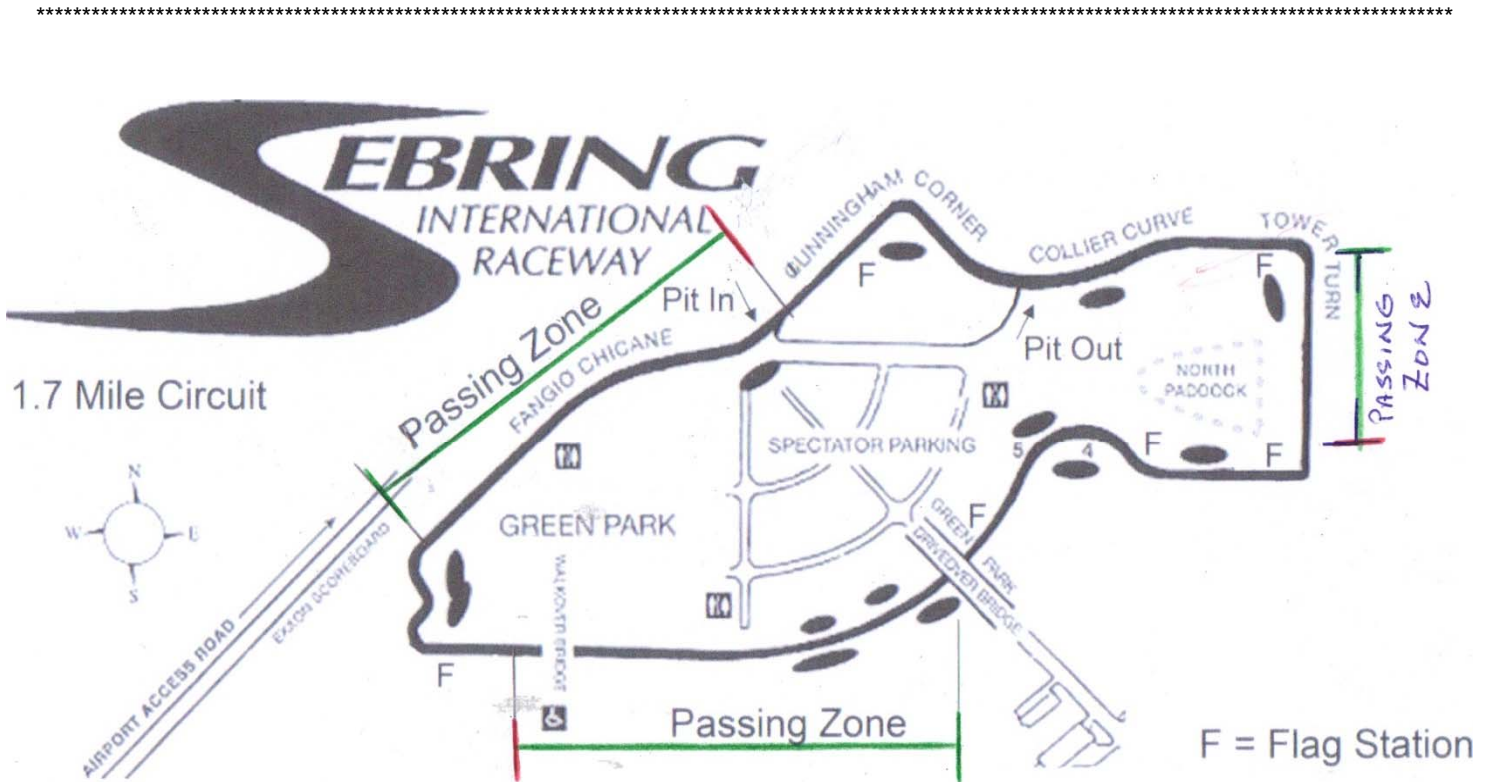 ****************************************************************************************************************************************************************
SEBRING
INTERNATIONAL
RACEWAY
CUNNINGHAM CORNER
COLLIER CURVE
TOWER TURN
F
F
Pit In
Pit Out
Passing Zone
FANGIO CHICANE
PASSING
ZONE
NORTH
PADDOCK
1.7 Mile Circuit
SPECTATOR PARKING
5
4
F
F
N
W
E
S
GREEN PARK
F
GREEN PARK
DRIVEOVER BRIDGE
WALKOVER BRIDGE
EXXON SCOREBOARD
AIRPORT ACCESS ROAD
F
Passing Zone
F = Flag Station